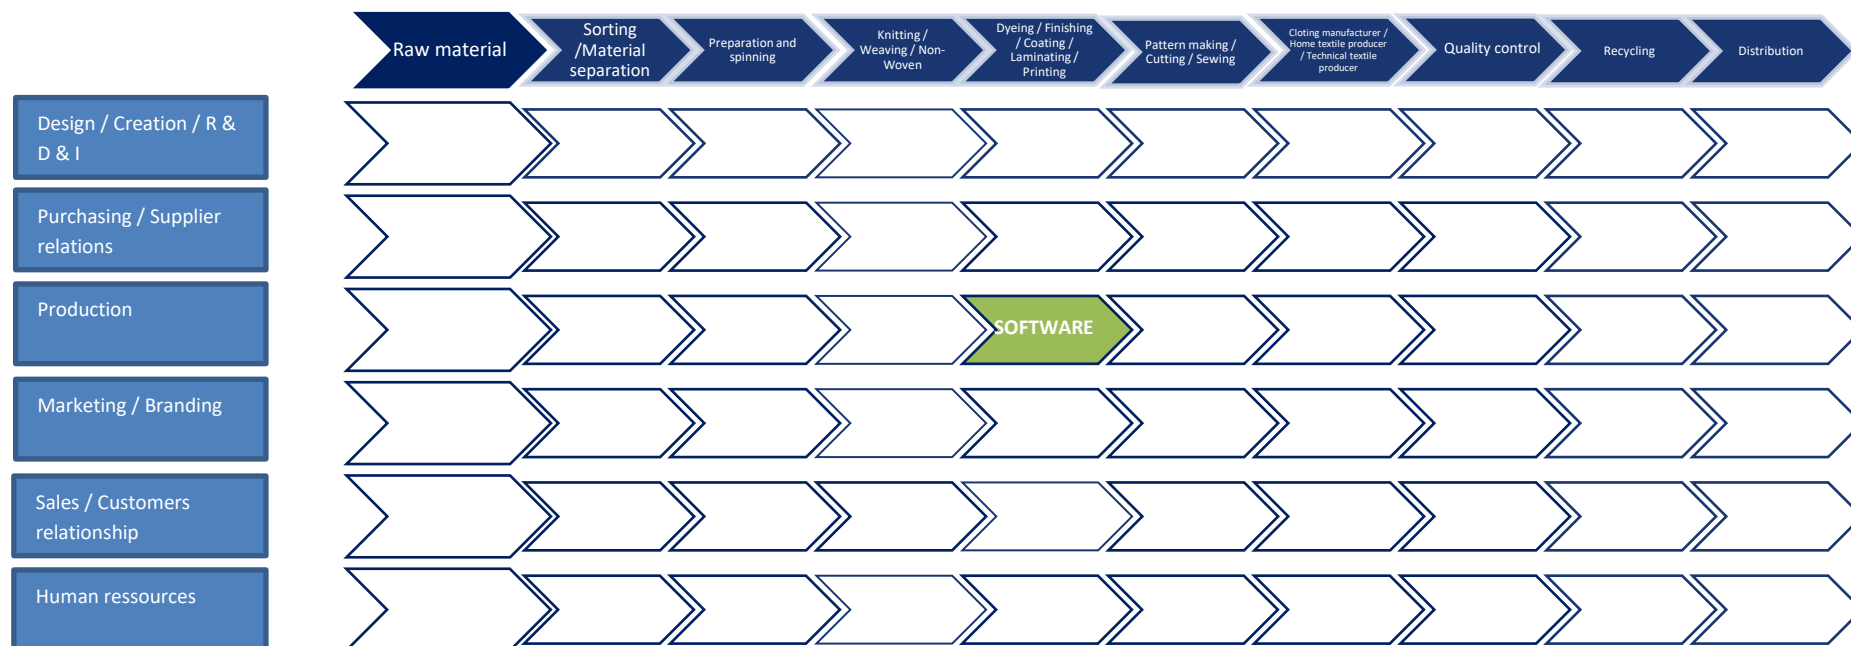 Raw material
Sorting
/Material
separation
Preparation and
spinning
Knitting /
Weaving / Non-
Woven
Dyeing / Finishing
/ Coating /
Laminating /
Printing
Pattern making /
Cutting / Sewing
Cloting manufacturer /
Home textile producer
/ Technical textile
producer
Quality control
Recycling
Distribution
Design / Creation / R &
D & I
Purchasing / Supplier
relations
Production
SOFTWARE
Marketing / Branding
Sales / Customers
relationship
Human ressources